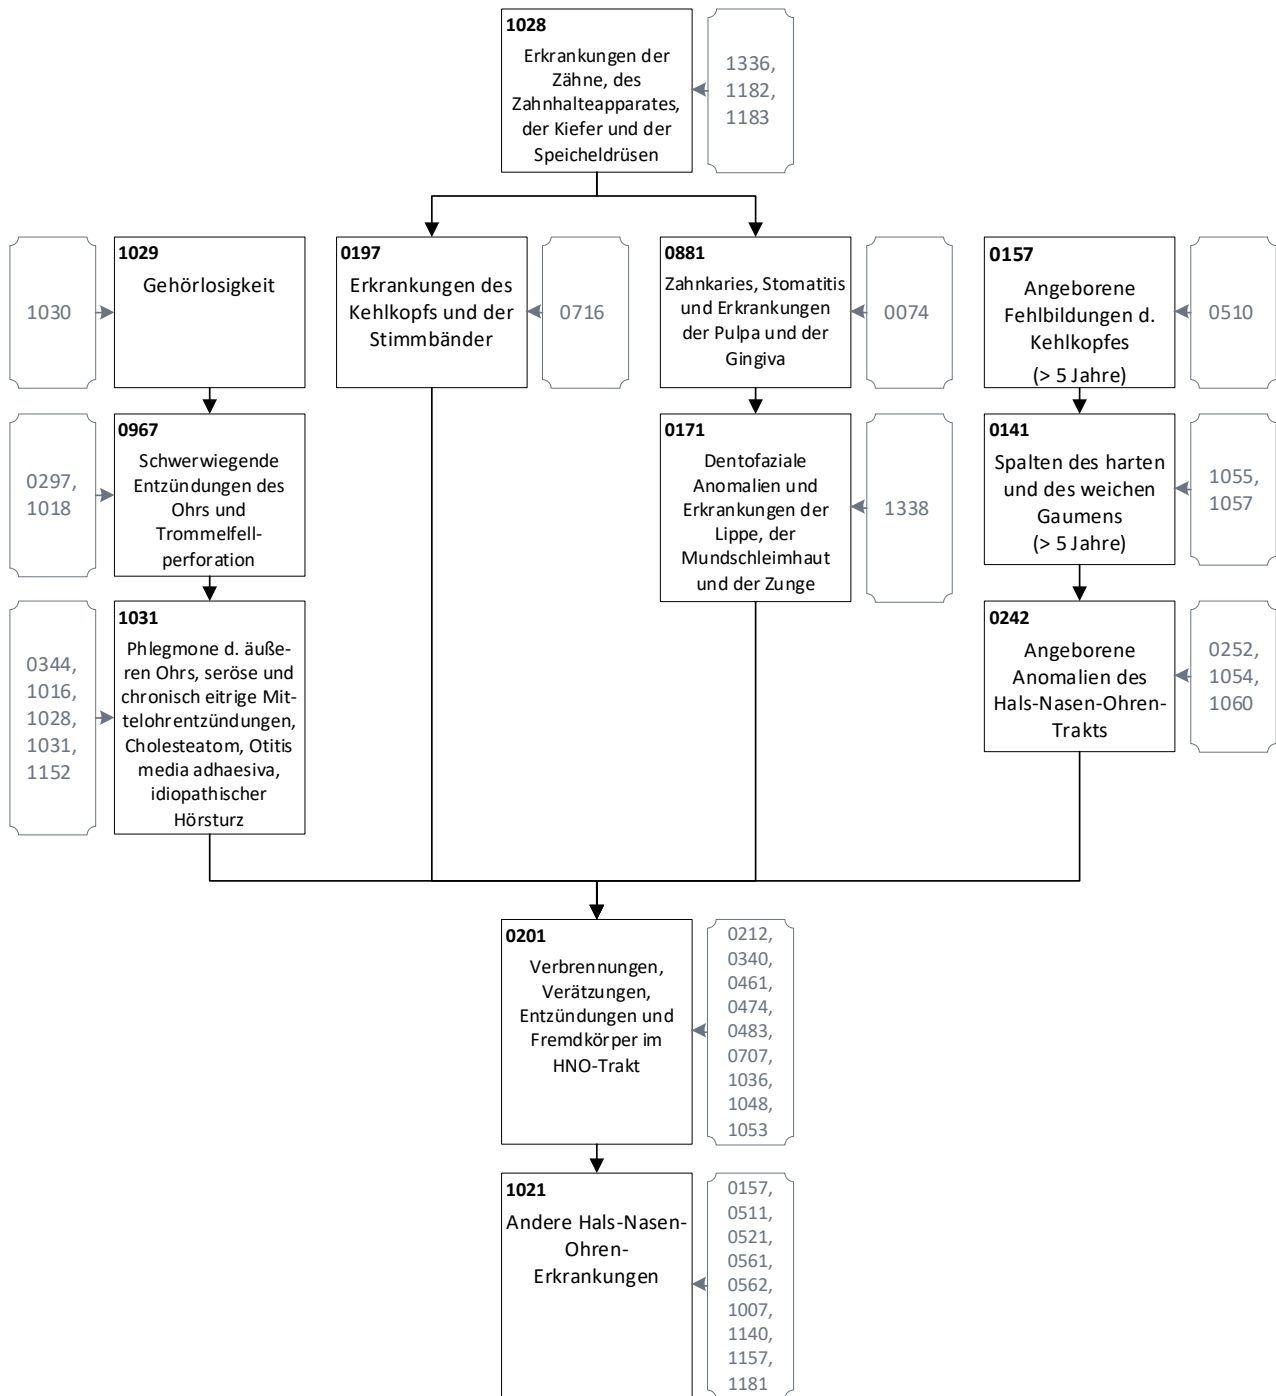 1028
Erkrankungen der
Zähne, des
Zahnhalteapparates,
der Kiefer und der
Speicheldrüsen
1336,
1182,
1183
1030
1029
Gehörlosigkeit
0197
Erkrankungen des
Kehlkopfs und der
Stimmbänder
0716
0881
Zahnkaries, Stomatitis
und Erkrankungen
der Pulpa und der
Gingiva
0074
0157
Angeborene
Fehlbildungen d.
Kehlkopfes
(> 5 Jahre)
0510
0297,
1018
0967
Schwerwiegende
Entzündungen des
Ohrs und
Trommelfell-
perforation
0171
Dentofaziale
Anomalien und
Erkrankungen der
Lippe, der
Mundschleimhaut
und der Zunge
1338
0141
Spalten des harten
und des weichen
Gaumens
(> 5 Jahre)
1055,
1057
0344,
1016,
1028,
1031,
1152
1031
Phlegmone d. äuße-
ren Ohrs, seröse und
chronisch eitrige Mit-
telohrentzündungen,
Cholesteatom, Otitis
media adhaesiva,
idiopathischer
Hörsturz
0242
Angeborene
Anomalien des
Hals-Nasen-Ohren-
Trakts
0252,
1054,
1060
0201
Verbrennungen,
Verätzungen,
Entzündungen und
Fremdkörper im
HNO-Trakt
0212,
0340,
0461,
0474,
0483,
0707,
1036,
1048,
1053
1021
Andere Hals-Nasen-
Ohren-
Erkrankungen
0157,
0511,
0521,
0561,
0562,
1007,
1140,
1157,
1181